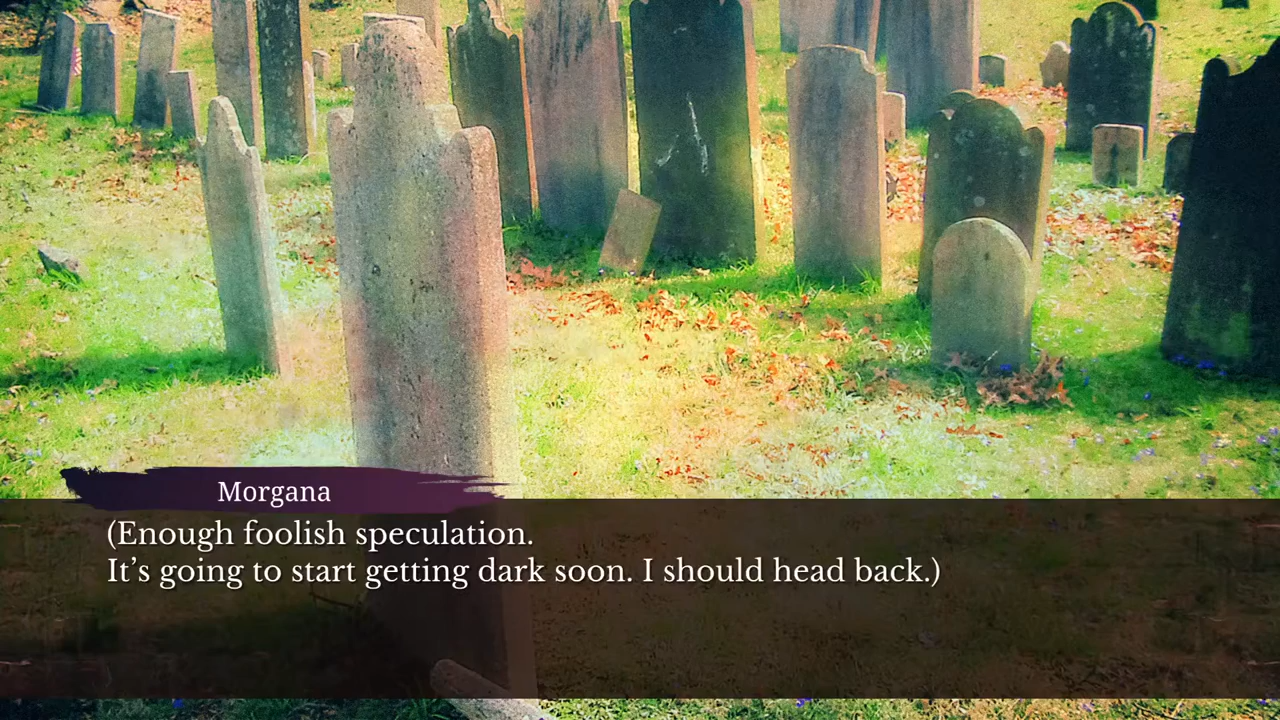 Morgana
(Enough foolish speculation.
It’s going to start getting dark soon. I should head back.)